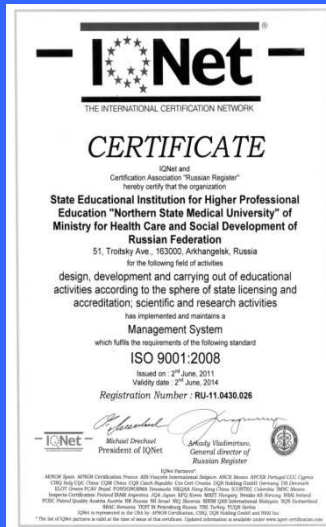 IQNet
®
THE INTERNATIONAL CERTIFICATION NETWORK
CERTIFICATE
IQNet and
Certification Association "Russian Register"
hereby certify that the organization
State Educational Institution for Higher Professional
Education "Northern State Medical University" of
Ministry for Health Care and Social Development of
Russian Federation
51, Troitsky Ave., 163000, Arkhangelsk, Russia
for the following field of activities
design, development and carrying out of educational
activities according to the sphere of state licensing and
accreditation; scientific and research activities
has implemented and maintains a
Management System
which fulfils the requirements of the following standard
ISO 9001:2008
Issued on : 2nd June, 2011
Validity date : 2nd June, 2014
Registration Number : RU-11.0430.026
IQNet
Michael Drechsel
President of IQNet
Arkady Vladimirtsev,
General director of
Russian Register
IQNet Partners*: